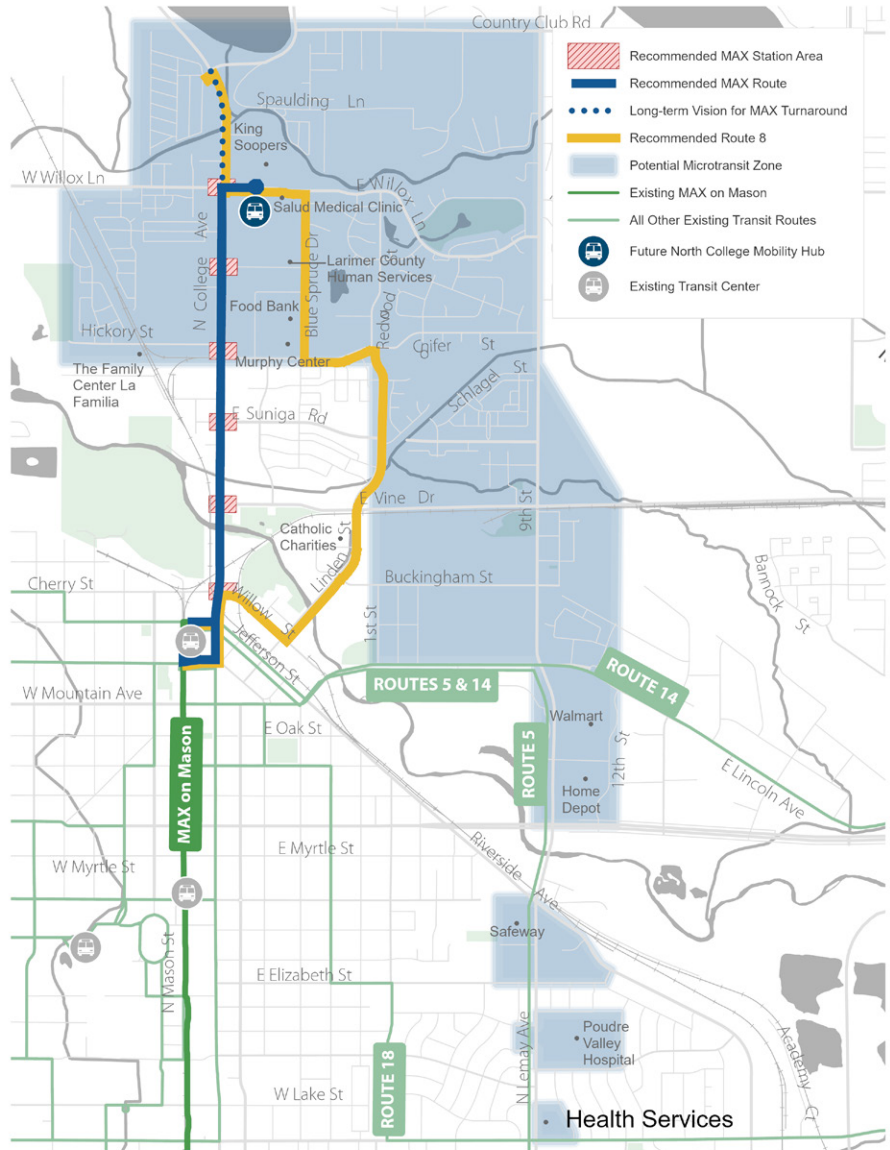 Country Club Rd
Recommended MAX Station Area
Recommended MAX Route
Long-term Vision for MAX Turnaround
Recommended Route 8
Potential Microtransit Zone
Existing MAX on Mason
All Other Existing Transit Routes
Future North College Mobility Hub
Existing Transit Center
Spaulding Ln
King
Soopers
W Willox Ln
E Willox Ln
Salud Medical Clinic
N College Ave
Blue Spruce Dr
Larimer County
Human Services
Redwood St
Food Bank
Hickory St
Conifer St
Murphy Center
The Family
Center La
Familia
Schlagel St
E Suniga Rd
E Vine Dr
9th St
Catholic
Charities
Linden St
Buckingham St
Bannock St
Cherry St
Willow St
Jefferson St
1st St
W Mountain Ave
ROUTES 5 & 14
ROUTE 14
E Oak St
Walmart
12th St
ROUTE 5
Home
Depot
E Lincoln Ave
MAX on Mason
E Myrtle St
W Myrtle St
Riverside Ave
Safeway
N Mason St
E Elizabeth St
N Lemay Ave
Poudre
Valley
Hospital
Academy Ct
ROUTE 18
W Lake St
Health Services